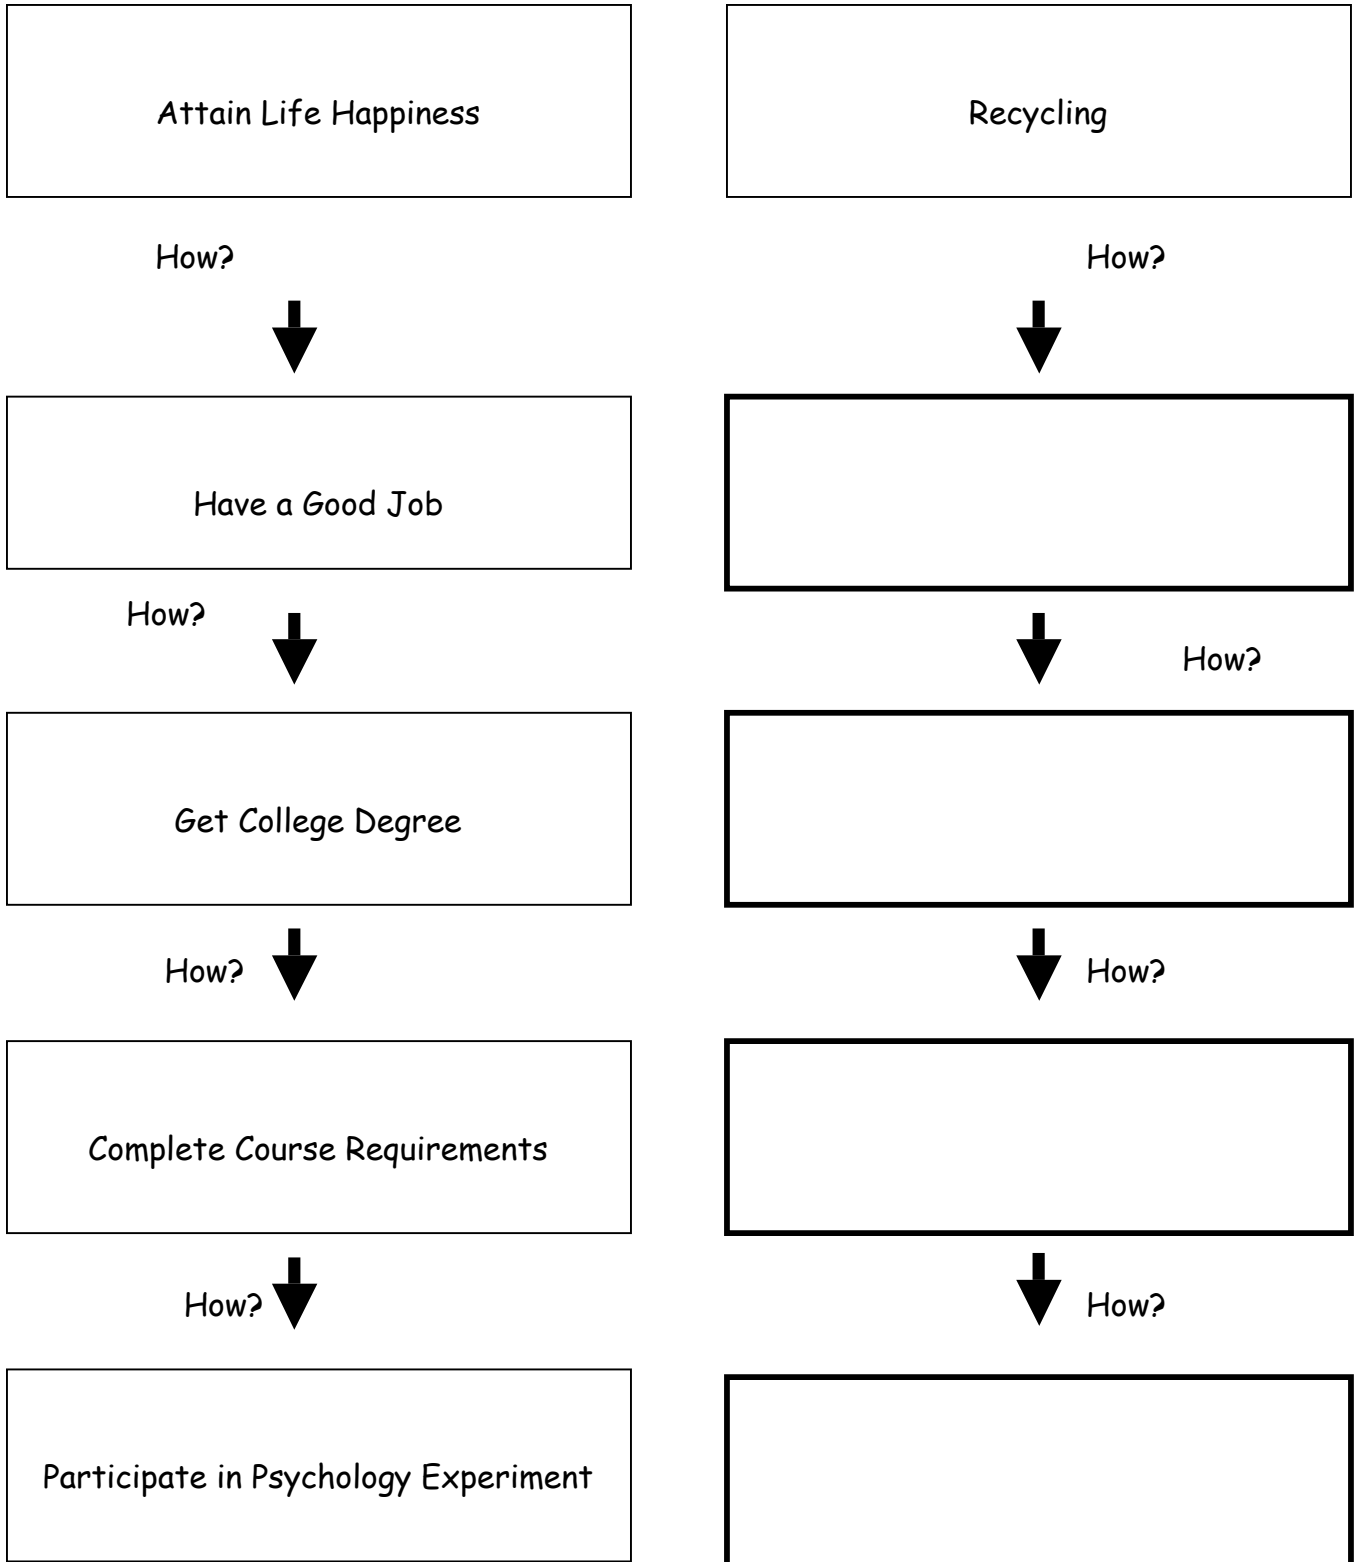 Attain Life Happiness
Recycling
How?
How?
Have a Good Job
How?
How?
Get College Degree
How?
How?
Complete Course Requirements
How?
How?
Participate in Psychology Experiment